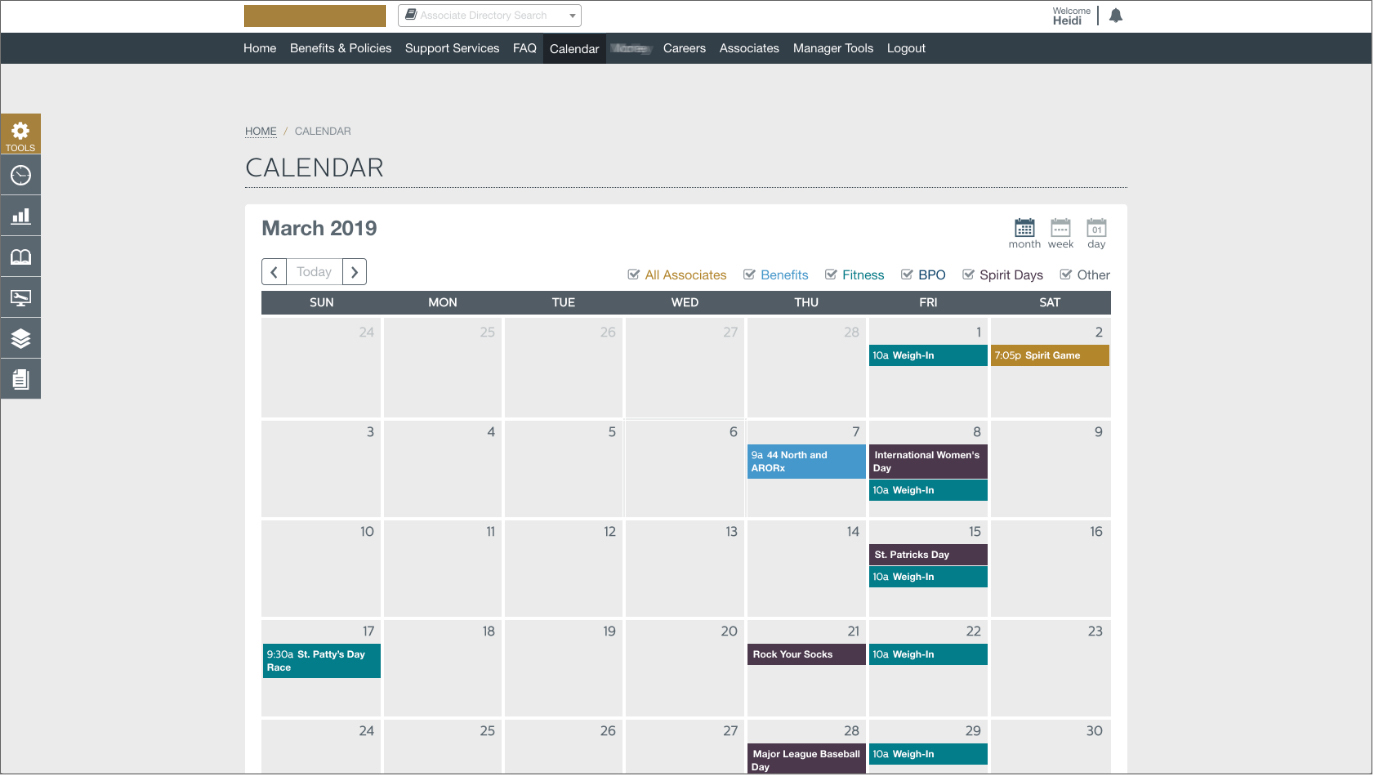 Associate Directory Search
Welcome
Heidi
Home Benefits & Policies Support Services FAQ Calendar Careers Associates Manager Tools Logout
TOOLS
HOME / CALENDAR
CALENDAR
March 2019
01
month week day
Today
All Associates Benefits Fitness BPO Spirit Days Other
SUN MON TUE WED THU FRI SAT
24 25 26 27 28 1 2
10a Weigh-In 7:05p Spirit Game
3 4 5 6 7 8 9
9a 44 North and
ARORx
International Women's
Day
10a Weigh-In
10 11 12 13 14 15 16
St. Patricks Day
10a Weigh-In
17 18 19 20 21 22 23
9:30a St. Patty's Day
Race
Rock Your Socks 10a Weigh-In
24 25 26 27 28 29 30
Major League Baseball
Day
10a Weigh-In